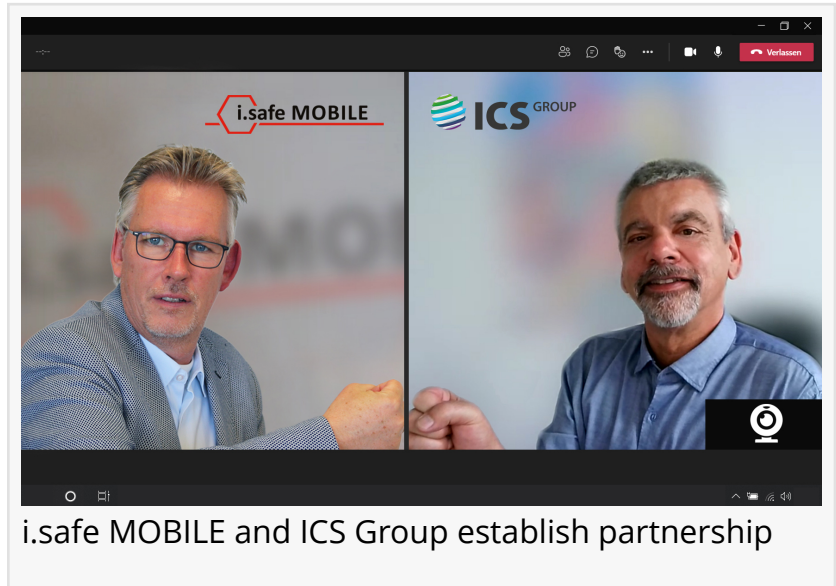 Verlassen
i.safe MOBILE
ICS GROUP
i.safe MOBILE and ICS Group establish partnership